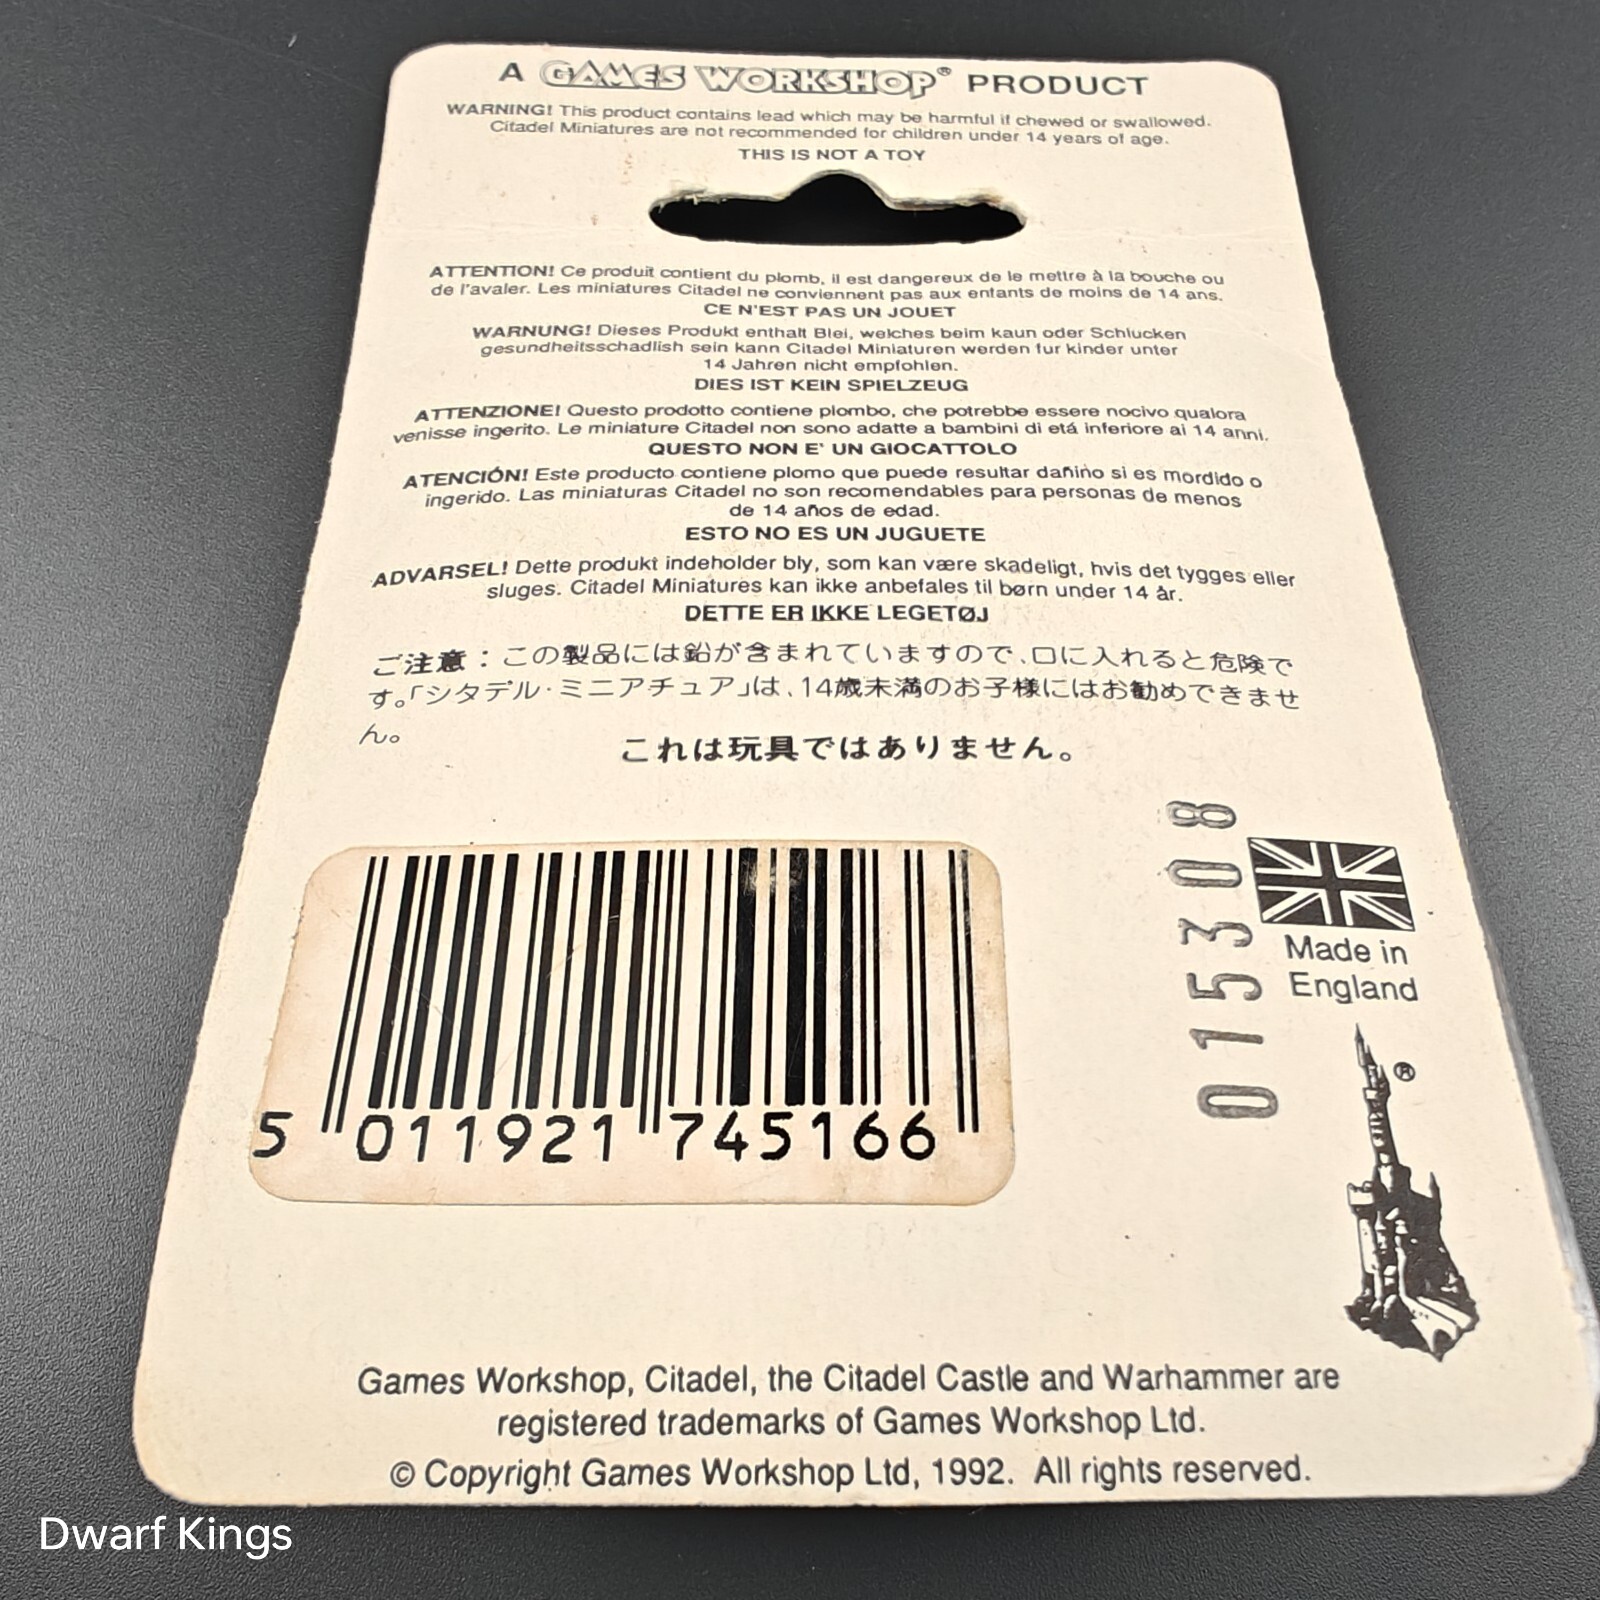 A GAMES WORKSHOP® PRODUCT
WARNING! This product contains lead which may be harmful if chewed or swallowed.
Citadel Miniatures are not recommended for children under 14 years of age.
THIS IS NOT A TOY
ATTENTION! Ce produit contient du plomb, il est dangereux de le mettre à la bouche ou
de l'avaler. Les miniatures Citadel ne conviennent pas aux enfants de moins de 14 ans.
CE N'EST PAS UN JOUET
WARNUNG! Dieses Produkt enthalt Blei, welches beim kaun oder Schlucken
gesundheitsschadlish sein kann Citadel Miniaturen werden fur kinder unter
14 Jahren nicht empfohlen.
DIES IST KEIN SPIELZEUG
ATTENZIONE! Questo prodotto contiene plombo, che potrebbe essere nocivo qualora
venisse ingerito. Le miniature Citadel non sono adatte a bambini di etá inferiore ai 14 anni.
QUESTO NON E' UN GIOCATTOLO
ATENCIÓN! Este producto contiene plomo que puede resultar dañino si es mordido o
ingerido. Las miniaturas Citadel no son recomendables para personas de menos
de 14 años de edad.
ESTO NO ES UN JUGUETE
ADVARSEL! Dette produkt indeholder bly, som kan være skadeligt, hvis det tygges eller
sluges. Citadel Miniatures kan ikke anbefales til børn under 14 år.
DETTE ER IKKE LEGETØJ
ご注意：この製品には鉛が含まれていますので、口に入れると危険で
す。「シタデル・ミニアチュア」は、14歳未満のお子様にはお勧めできませ
ん。
これは玩具ではありません。
015308
Made in
England
®
5 011921 745166
Games Workshop, Citadel, the Citadel Castle and Warhammer are
registered trademarks of Games Workshop Ltd.
© Copyright Games Workshop Ltd, 1992. All rights reserved.
Dwarf Kings